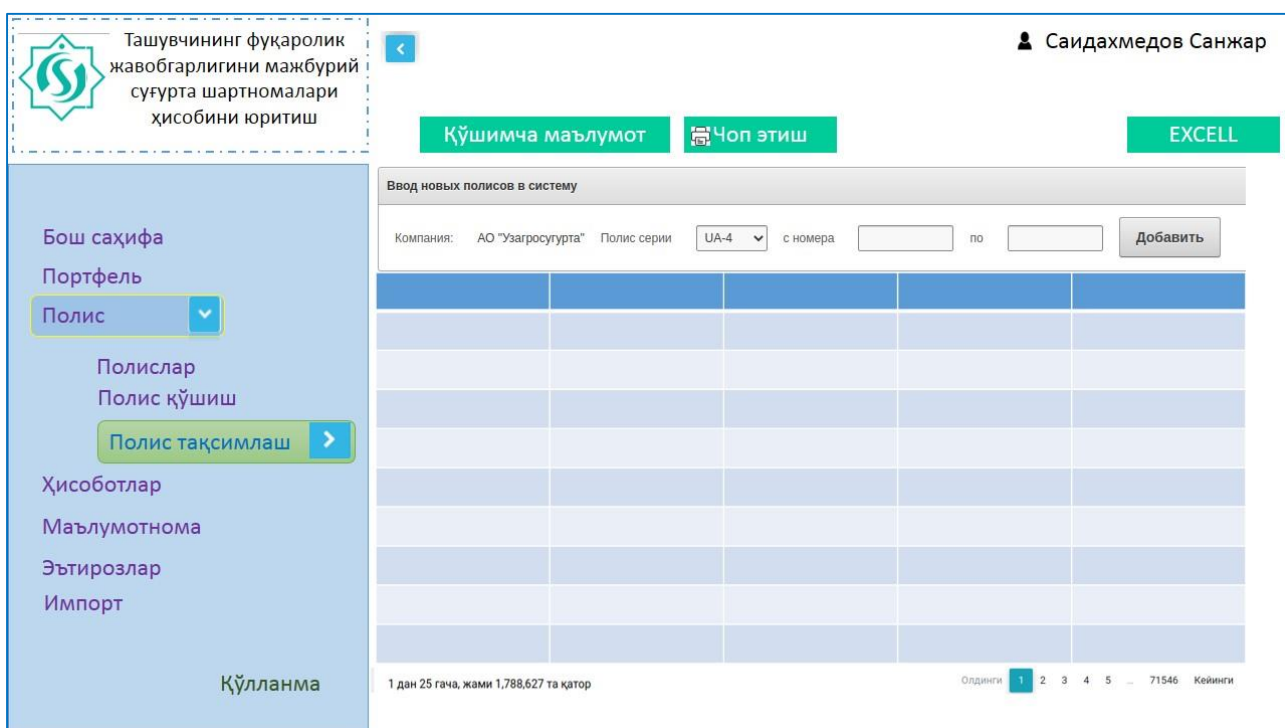 Ташувчининг фуқаролик
жавобгарлигини мажбурий
суғурта шартномалари
ҳисобини юритиш
Саидахмедов Санжар
Қўшимча маълумот
Чоп этиш
EXCELL
Бош саҳифа
Портфель
Полис
Полислар
Полис қўшиш
Полис тақсимлаш
Ҳисоботлар
Маълумотнома
Эътирозлар
Импорт
Қўлланма
Ввод новых полисов в систему
Компания: АО "Узагросугурта" Полис серии UA-4 с номера по Добавить
1 дан 25 гача, жами 1,788,627 та қатор
Олдинги 1 2 3 4 5 ... 71546 Кейинги